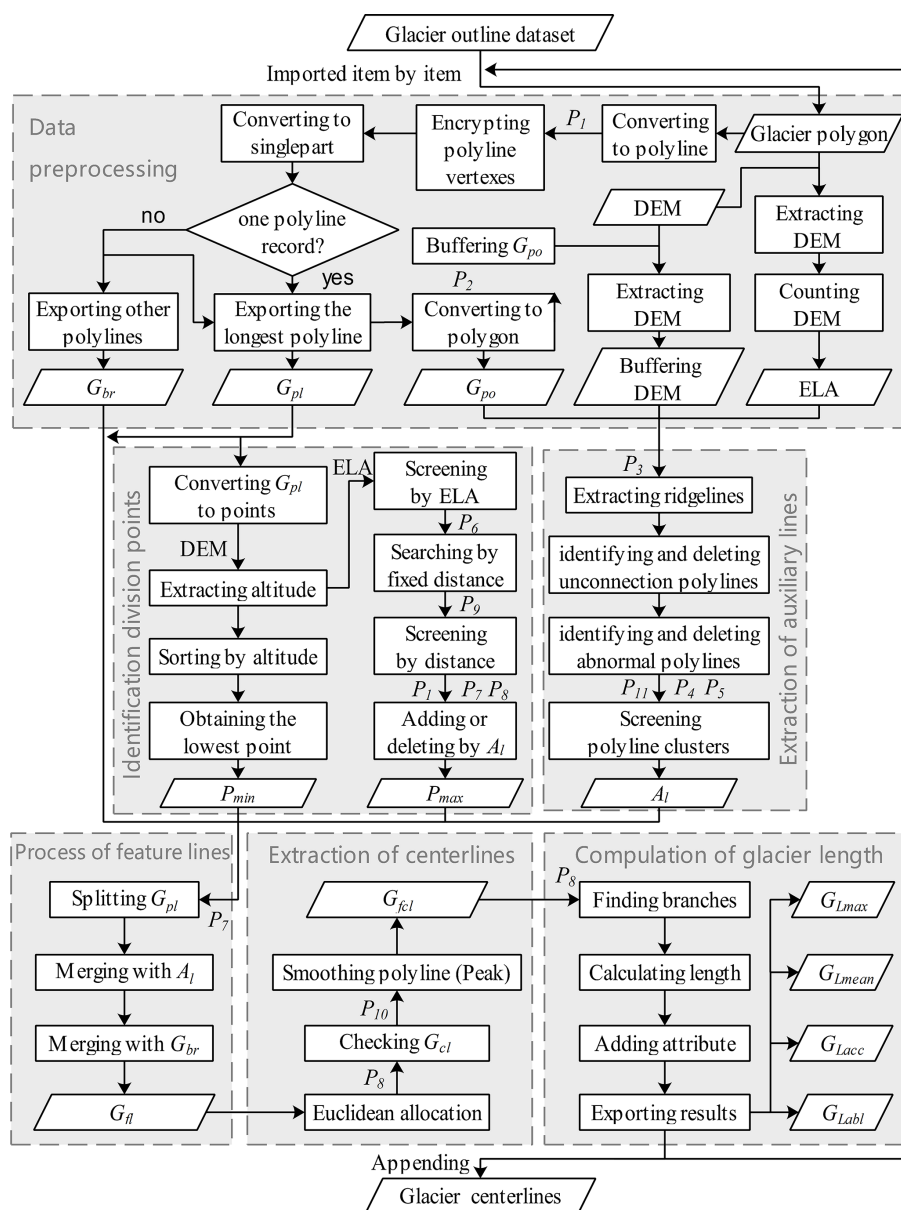 Glacier outline dataset
Imported item by item
Data
preprocessing
Converting to
singlepart
Encrypting
polyline
vertexes
P1
Converting
to polyline
Glacier polygon
no
one polyline
record?
yes
DEM
Buffering Gpo
Extracting
DEM
Extracting
DEM
Counting
DEM
Exporting other
polylines
Exporting the
longest polyline
P2
Converting to
polygon
Gbr
Gpl
Gpo
Buffering
DEM
ELA
Identification division points
Converting Gpl
to points
DEM
Extracting altitude
Sorting by altitude
Obtaining the
lowest point
Pmin
ELA
Screening
by ELA
P6
Searching by
fixed distance
P9
Screening
by distance
P1 P7 P8
Adding or
deleting by Al
Pmax
P3
Extracting ridgelines
identifying and deleting
unconnection polylines
identifying and deleting
abnormal polylines
P11 P4 P5
Screening
polyline clusters
Al
Extraction of auxiliary lines
Process of feature lines
Splitting Gpl
P7
Merging with Al
Merging with Gbr
Gfl
Extraction of centerlines
Gfcl
Smoothing polyline (Peak)
P10
Checking Gcl
P8
Euclidean allocation
Compulation of glacier length
P8
Finding branches
Calculating length
Adding attribute
Exporting results
GLmax
GLmean
GLacc
GLabl
Appending
Glacier centerlines